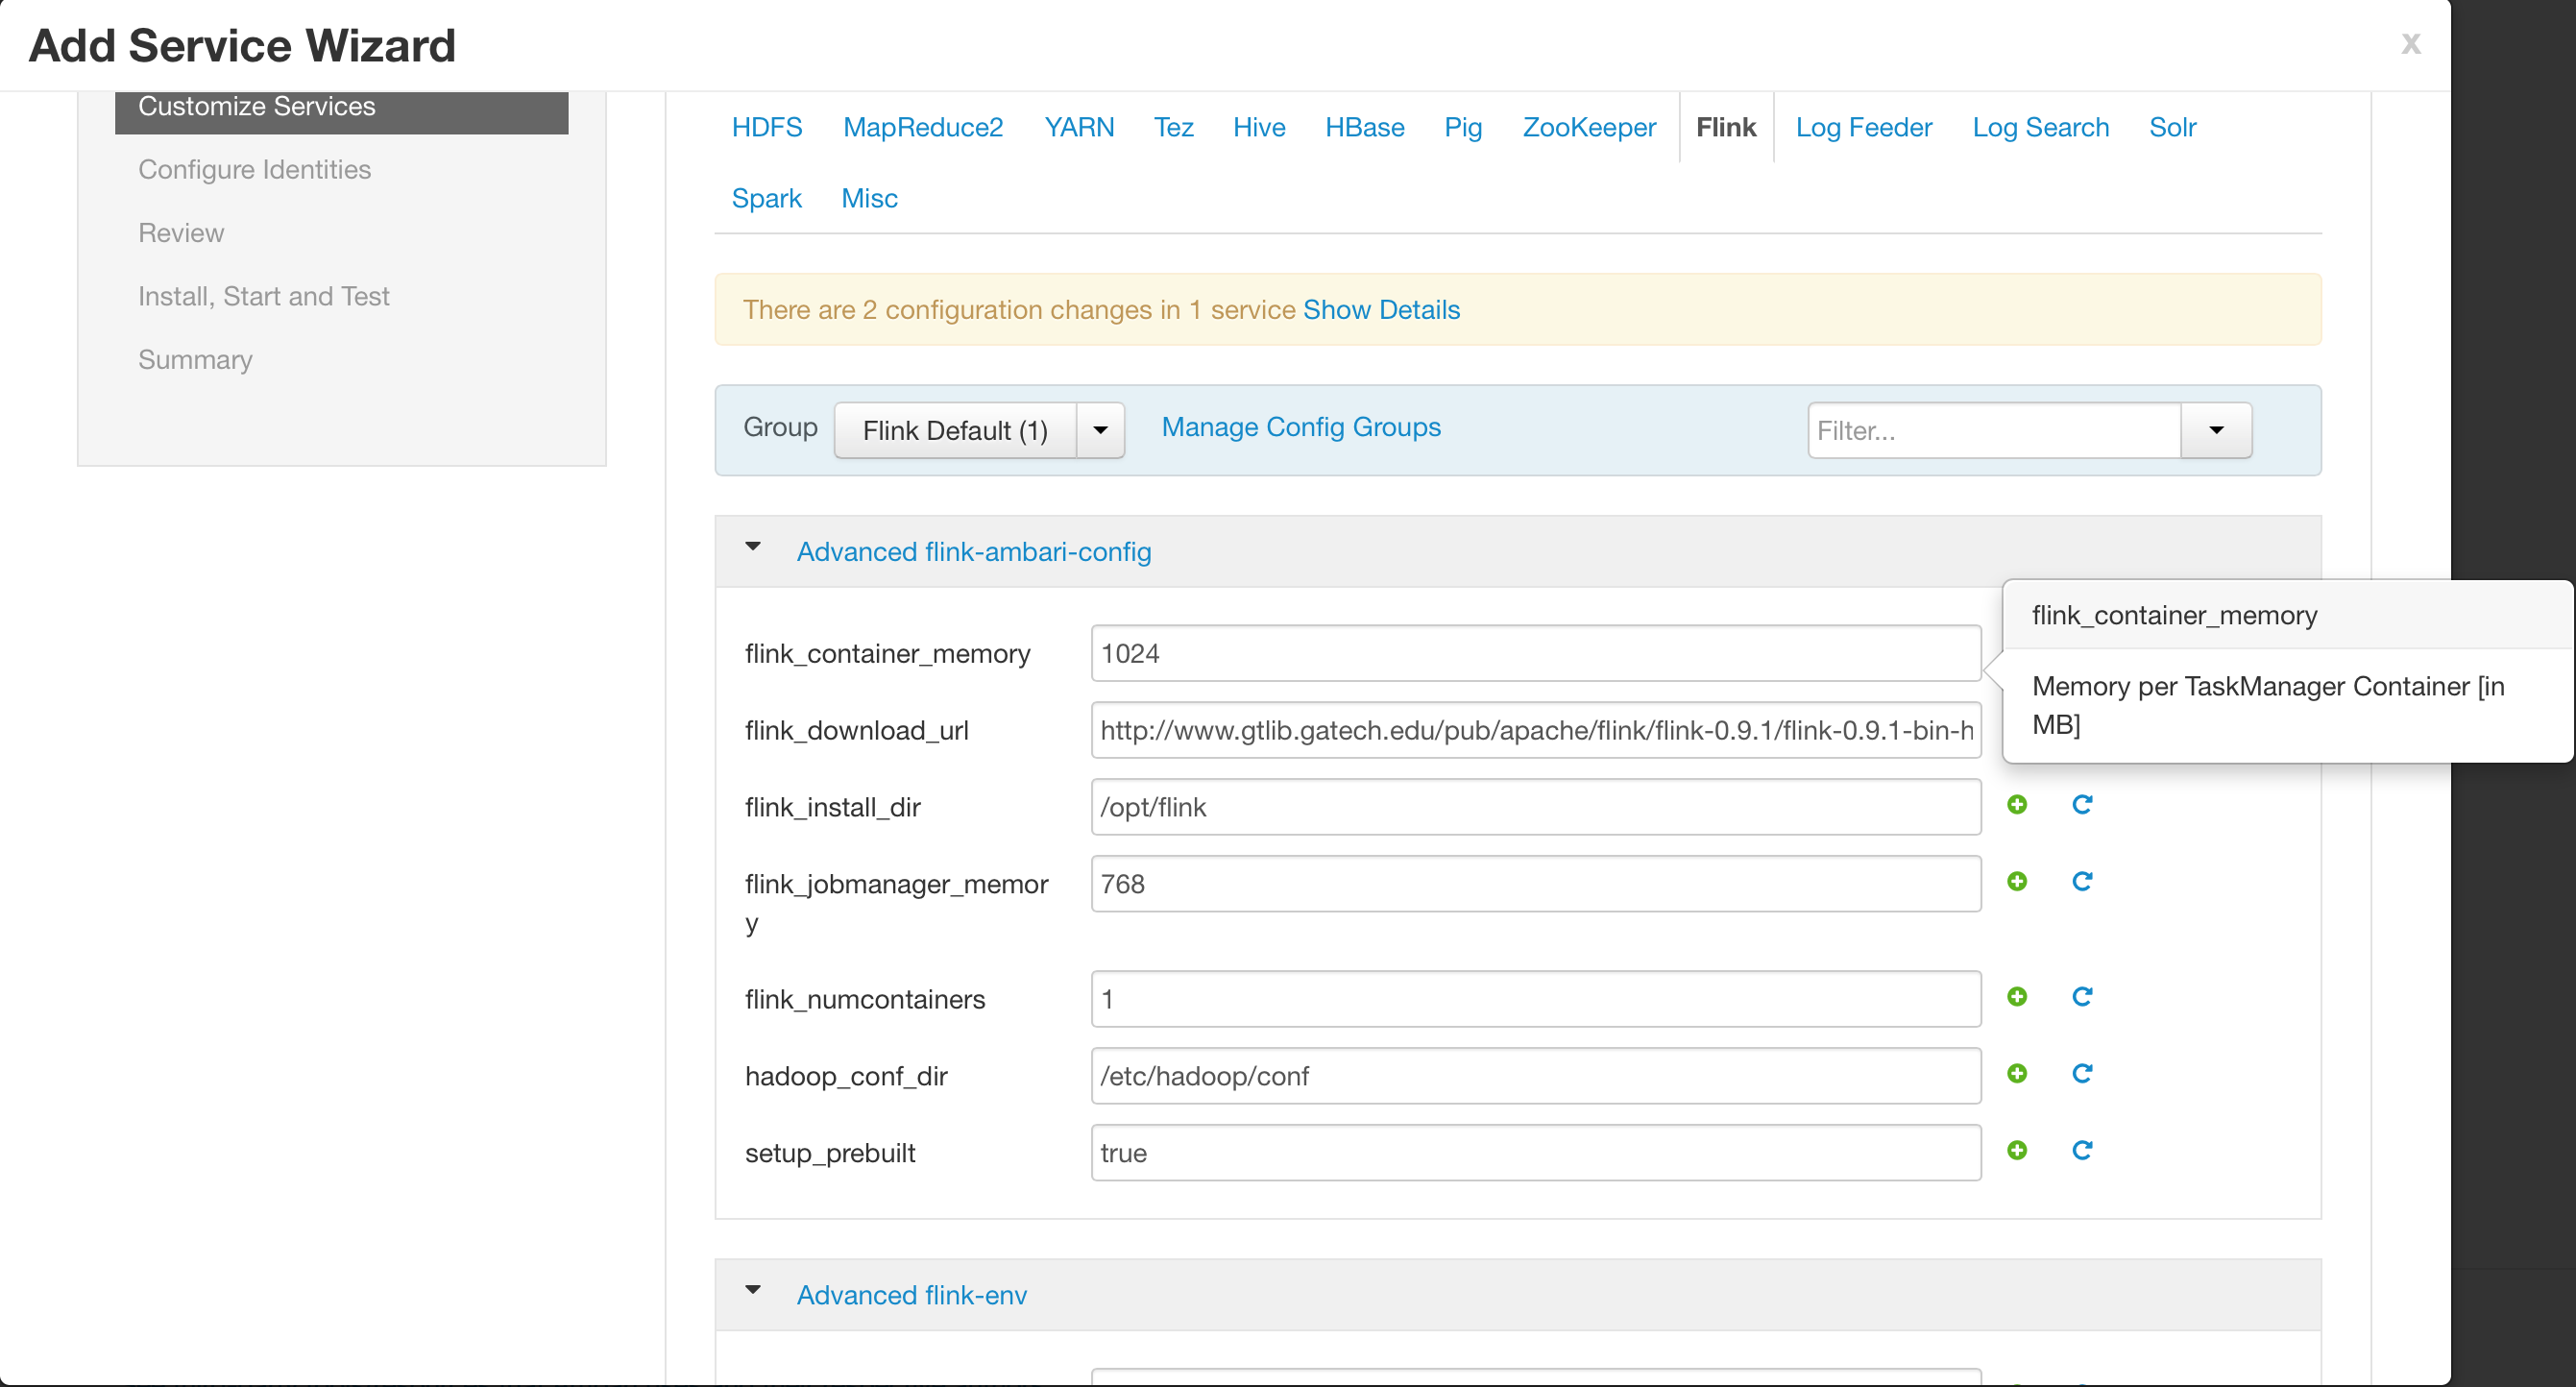 Add Service Wizard
x
Customize Services
Configure Identities
Review
Install, Start and Test
Summary
HDFS MapReduce2 YARN Tez Hive HBase Pig ZooKeeper Flink Log Feeder Log Search Solr
Spark Misc
There are 2 configuration changes in 1 service Show Details
Group Flink Default (1) Manage Config Groups Filter...
Advanced flink-ambari-config
flink_container_memory 1024
flink_container_memory
Memory per TaskManager Container [in
MB]
flink_download_url http://www.gtlib.gatech.edu/pub/apache/flink/flink-0.9.1/flink-0.9.1-bin-h
flink_install_dir /opt/flink
flink_jobmanager_memor 768
y
flink_numcontainers 1
hadoop_conf_dir /etc/hadoop/conf
setup_prebuilt true
Advanced flink-env